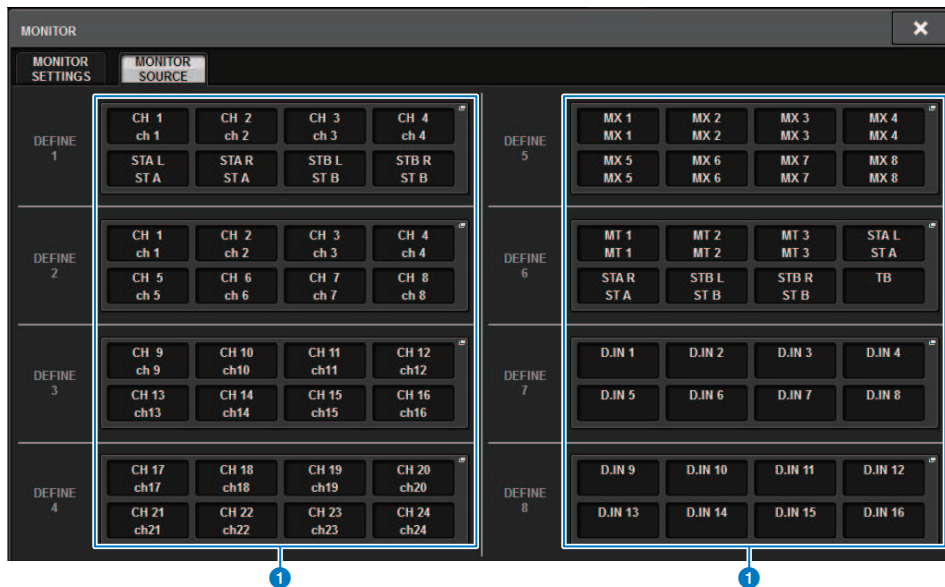 MONITOR
×
MONITOR SETTINGS
MONITOR SOURCE
DEFINE 1
CH 1 CH 2 CH 3 CH 4
ch 1 ch 2 ch 3 ch 4
STA L STA R STB L STB R
ST A ST A ST B ST B
DEFINE 2
CH 1 CH 2 CH 3 CH 4
ch 1 ch 2 ch 3 ch 4
CH 5 CH 6 CH 7 CH 8
ch 5 ch 6 ch 7 ch 8
DEFINE 3
CH 9 CH 10 CH 11 CH 12
ch 9 ch10 ch11 ch12
CH 13 CH 14 CH 15 CH 16
ch13 ch14 ch15 ch16
DEFINE 4
CH 17 CH 18 CH 19 CH 20
ch17 ch18 ch19 ch20
CH 21 CH 22 CH 23 CH 24
ch21 ch22 ch23 ch24
1
DEFINE 5
MX 1 MX 2 MX 3 MX 4
MX 1 MX 2 MX 3 MX 4
MX 5 MX 6 MX 7 MX 8
MX 5 MX 6 MX 7 MX 8
DEFINE 6
MT 1 MT 2 MT 3 STA L
MT 1 MT 2 MT 3 ST A
STA R STB L STB R TB
ST A ST B ST B
DEFINE 7
D.IN 1 D.IN 2 D.IN 3 D.IN 4
D.IN 5 D.IN 6 D.IN 7 D.IN 8
DEFINE 8
D.IN 9 D.IN 10 D.IN 11 D.IN 12
D.IN 13 D.IN 14 D.IN 15 D.IN 16
1